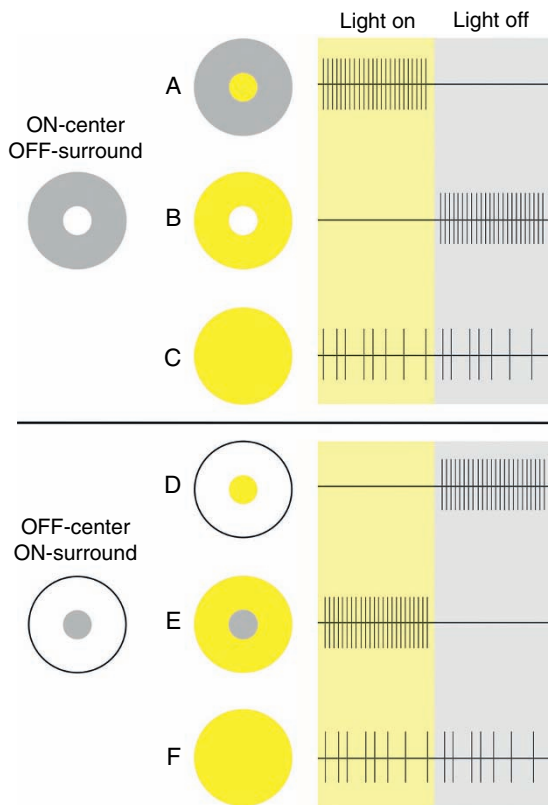 Light on
Light off
A
ON-center
OFF-surround
B
C
D
OFF-center
ON-surround
E
F